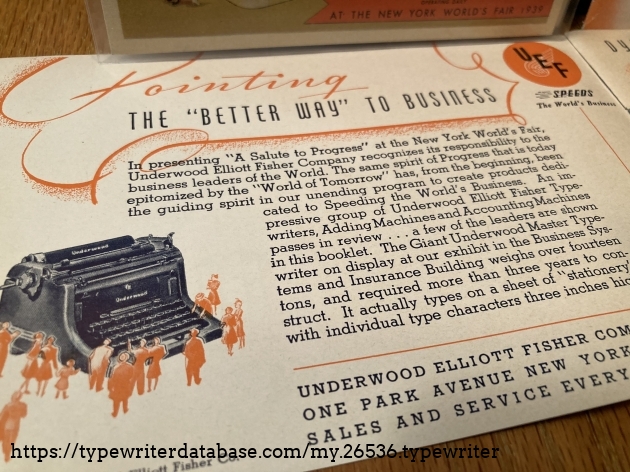 AT THE NEW YORK WORLD'S FAIR 1939
Pointing
THE "BETTER WAY" TO BUSINESS
UEF
SPEEDS
The World's Business
In presenting "A Salute to Progress" at the New York World's Fair,
Underwood Elliott Fisher Company recognizes its responsibility to the
business leaders of the World. The same spirit of Progress that is today
epitomized by the "World of Tomorrow" has, from the beginning, been
the guiding spirit in our unending program to create products dedi-
cated to Speeding the World's Business. An im-
pressive group of Underwood Elliott Fisher Type-
writers, Adding Machines and Accounting Machines
passes in review . . . a few of the leaders are shown
in this booklet. The Giant Underwood Master Type-
writer on display at our exhibit in the Business Sys-
tems and Insurance Building weighs over fourteen
tons, and required more than three years to con-
struct. It actually types on a sheet of "stationery"
with individual type characters three inches hig
Underwood
Underwood
UNDERWOOD ELLIOTT FISHER COM
ONE PARK AVENUE NEW YORK
SALES AND SERVICE EVERY
Elliott Fisher Co
https://typewriterdatabase.com/my.26536.typewriter